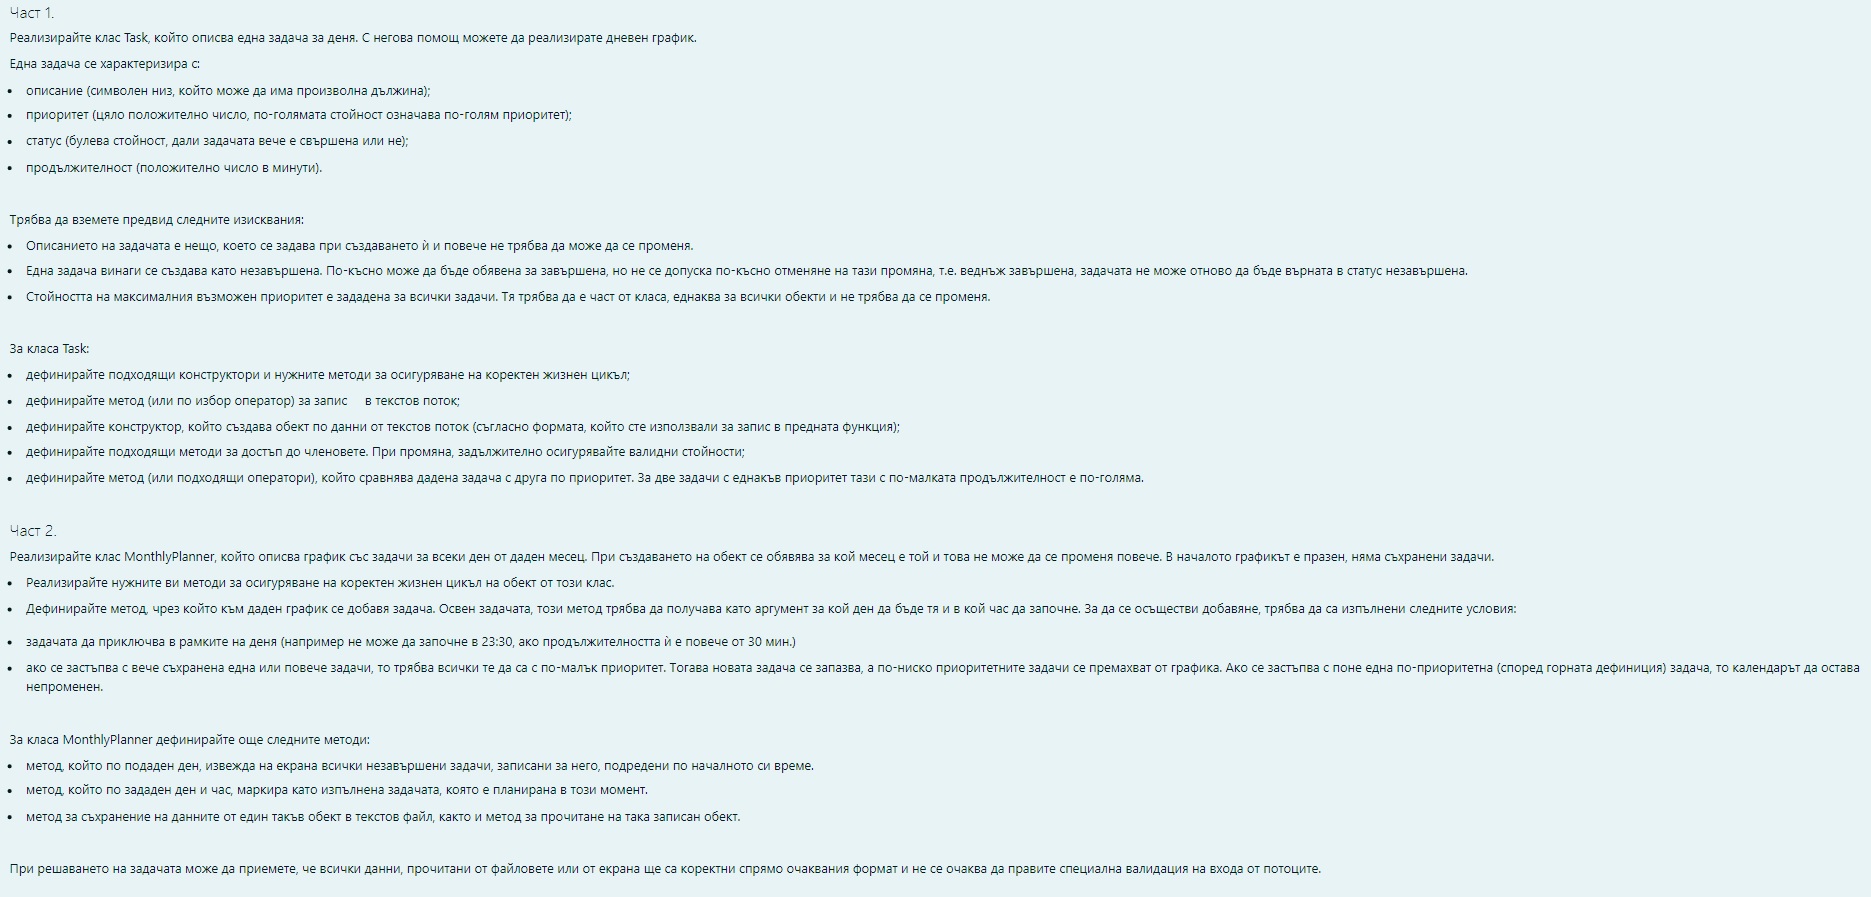 Част 1.
Реализирайте клас Task, който описва една задача за деня. С негова помощ можете да реализирате дневен график.
Една задача се характеризира с:
• описание (символен низ, който може да има произволна дължина);
• приоритет (цяло положително число, по-голямата стойност означава по-голям приоритет);
• статус (булева стойност, дали задачата вече е свършена или не);
• продължителност (положително число в минути).
Трябва да вземете предвид следните изисквания:
• Описанието на задачата е нещо, което се задава при създаването ѝ и повече не трябва да може да се променя.
• Една задача винаги се създава като незавършена. По-късно може да бъде обявена за завършена, но не се допуска по-късно отменяне на тази промяна, т.е. веднъж завършена, задачата не може отново да бъде върната в статус незавършена.
• Стойността на максималния възможен приоритет е зададена за всички задачи. Тя трябва да е част от класа, еднаква за всички обекти и не трябва да се променя.
За класа Task:
• дефинирайте подходящи конструктори и нужните методи за осигуряване на коректен жизнен цикъл;
• дефинирайте метод (или по избор оператор) за запис в текстов поток;
• дефинирайте конструктор, който създава обект по данни от текстов поток (съгласно формата, който сте използвали за запис в предната функция);
• дефинирайте подходящи методи за достъп до членовете. При промяна, задължително осигурявайте валидни стойности;
• дефинирайте метод (или подходящи оператори), който сравнява дадена задача с друга по приоритет. За две задачи с еднакъв приоритет тази с по-малката продължителност е по-голяма.
Част 2.
Реализирайте клас MonthlyPlanner, който описва график със задачи за всеки ден от даден месец. При създаването на обект се обявява за кой месец е той и това не може да се променя повече. В началото графикът е празен, няма съхранени задачи.
• Реализирайте нужните ви методи за осигуряване на коректен жизнен цикъл на обект от този клас.
• Дефинирайте метод, чрез който към даден график се добавя задача. Освен задачата, този метод трябва да получава като аргумент за кой ден да бъде тя и в кой час да започне. За да се осъществи добавяне, трябва да са изпълнени следните условия:
• задачата да приключва в рамките на деня (например не може да започне в 23:30, ако продължителността ѝ е повече от 30 мин.)
• ако се застъпва с вече съхранена една или повече задачи, то трябва всички те да са с по-малък приоритет. Тогава новата задача се запазва, а по-ниско приоритетните задачи се премахват от графика. Ако се застъпва с поне една по-приоритетна (според горната дефиниция) задача, то календарът да остава
непроменен.
За класа MonthlyPlanner дефинирайте още следните методи:
• метод, който по подаден ден, извежда на екрана всички незавършени задачи, записани за него, подредени по началното си време.
• метод, който по зададен ден и час, маркира като изпълнена задачата, която е планирана в този момент.
• метод за съхранение на данните от един такъв обект в текстов файл, както и метод за прочитане на така записан обект.
При решаването на задачата може да приемете, че всички данни, прочитани от файловете или от екрана ще са коректни спрямо очаквания формат и не се очаква да правите специална валидация на входа от потоците.